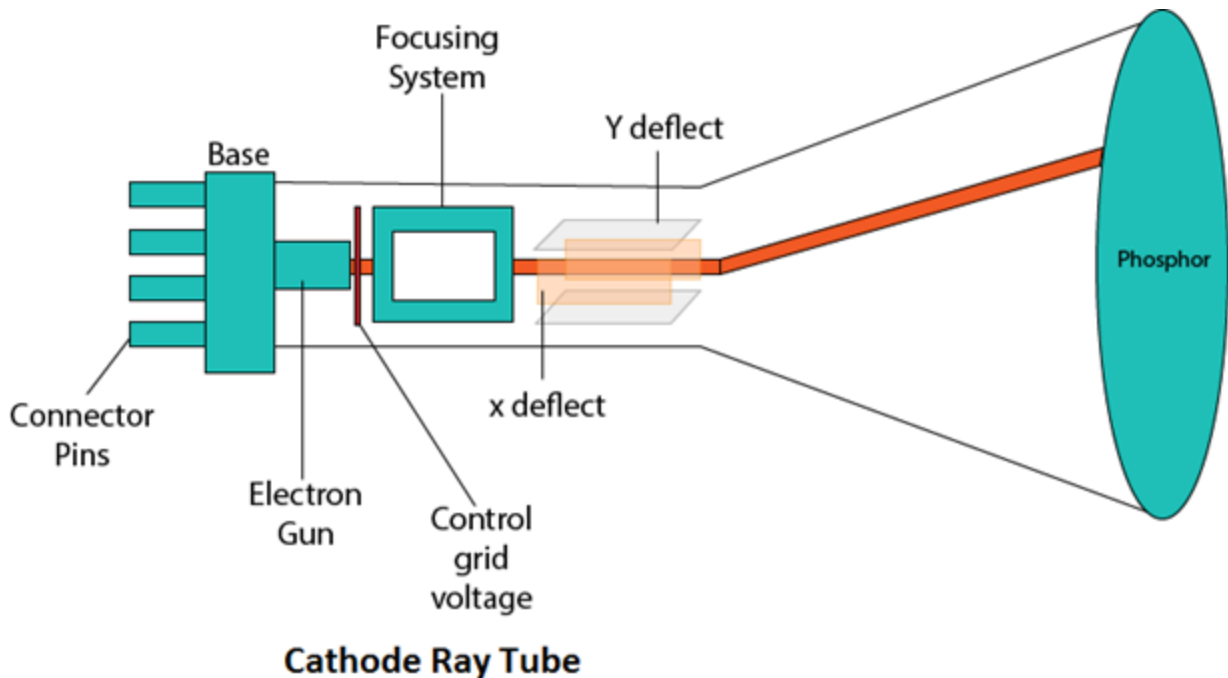 Focusing
System
Y deflect
Base
Phosphor
x deflect
Connector
Pins
Electron
Gun
Control
grid
voltage
Cathode Ray Tube